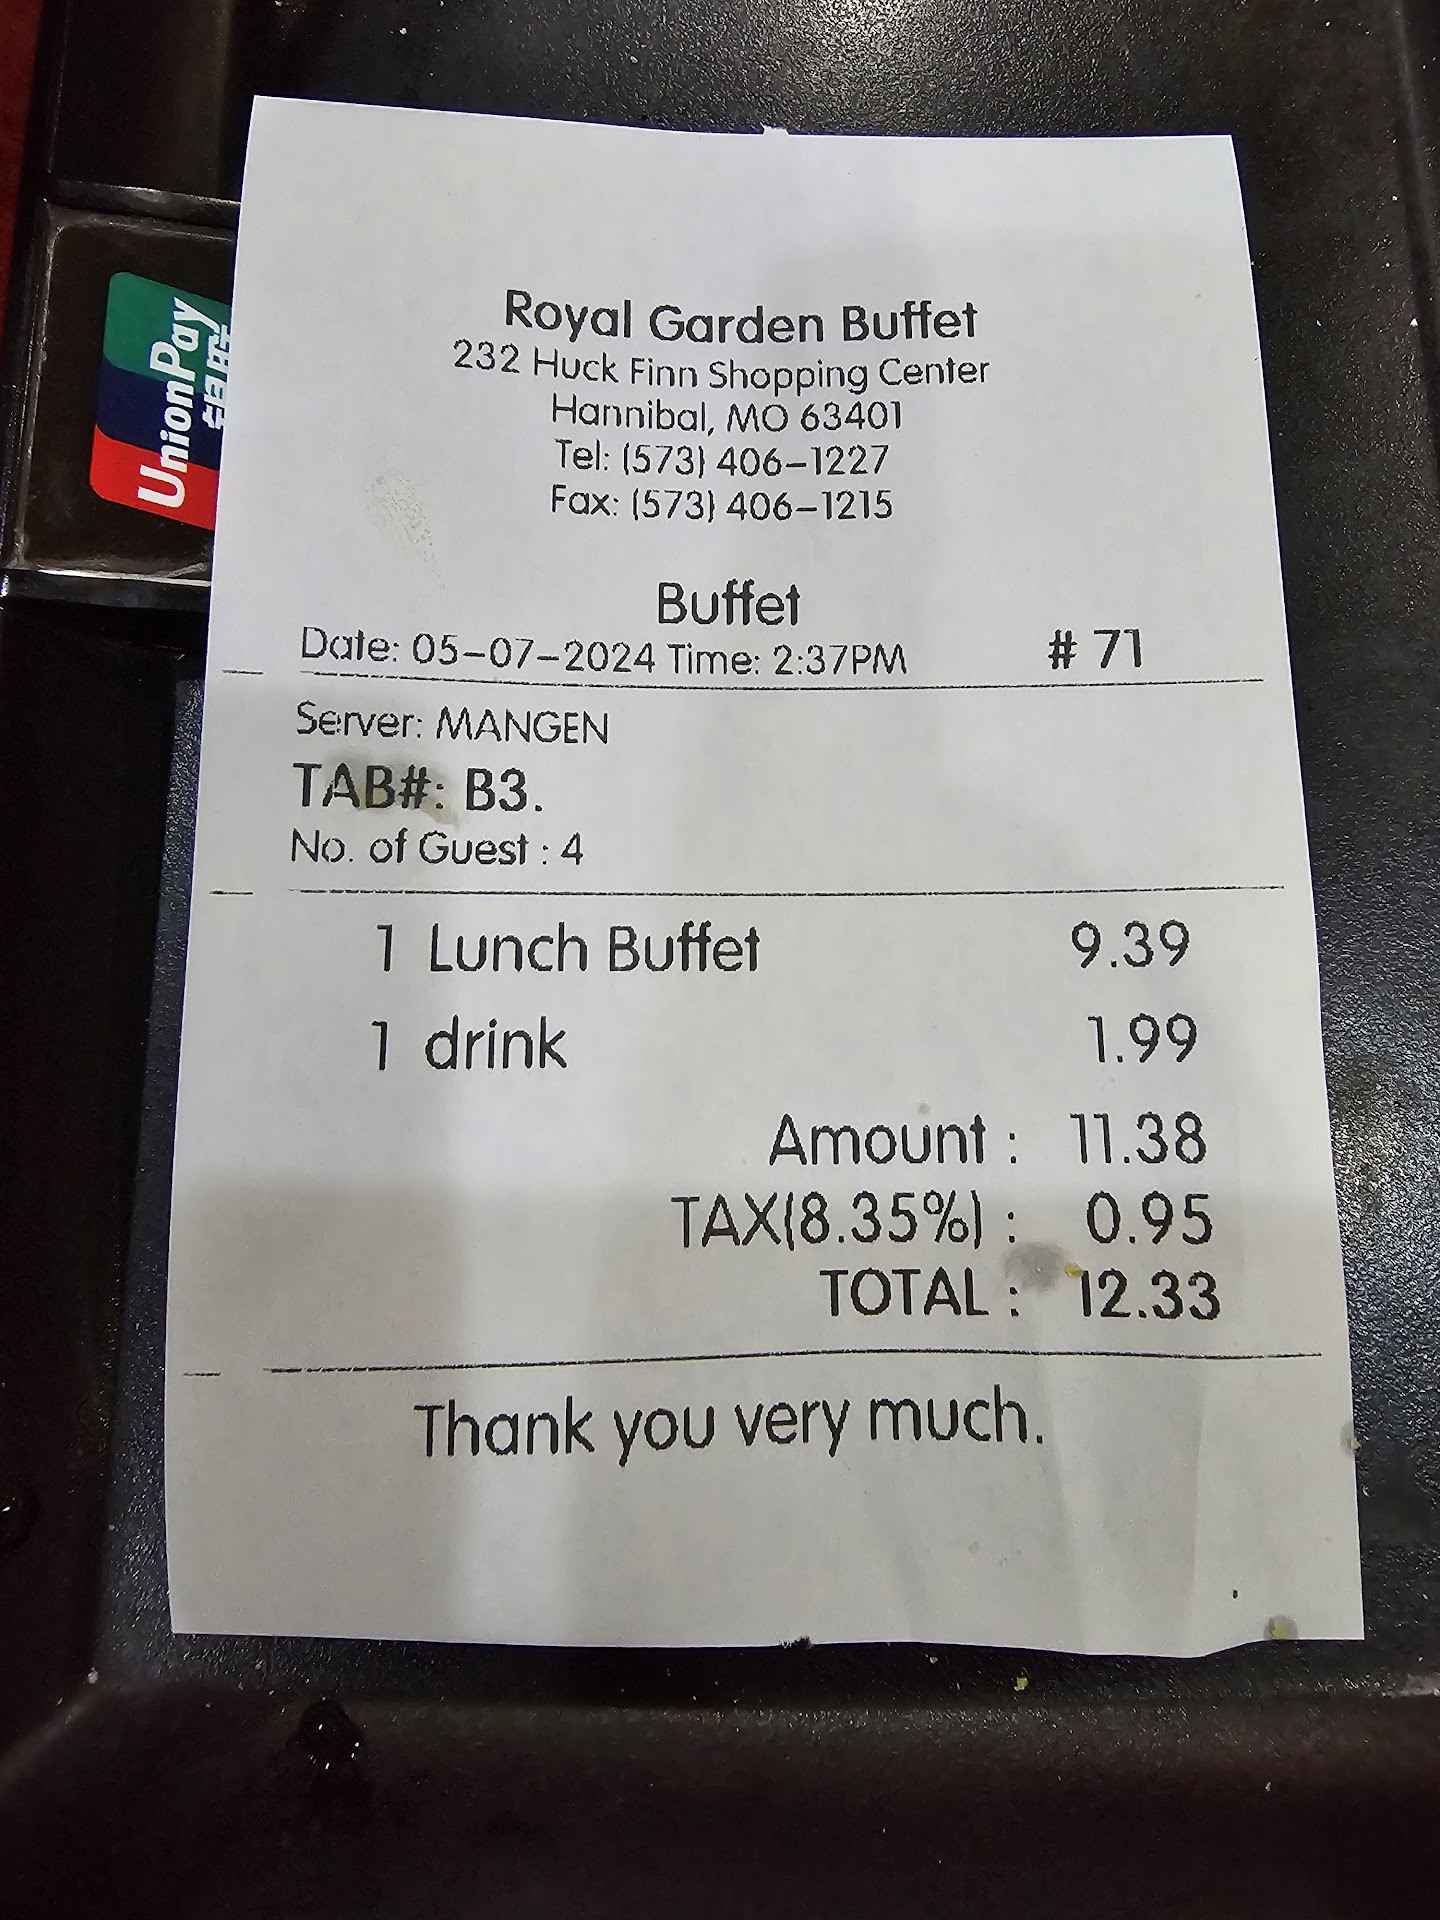 UnionPay
银联
Royal Garden Buffet
232 Huck Finn Shopping Center
Hannibal, MO 63401
Tel: (573) 406-1227
Fax: (573) 406-1215
Buffet
Date: 05-07-2024 Time: 2:37PM # 71
Server: MANGEN
TAB#: B3.
No. of Guest : 4
1 Lunch Buffet 9.39
1 drink 1.99
Amount : 11.38
TAX(8.35%) : 0.95
TOTAL : 12.33
Thank you very much.